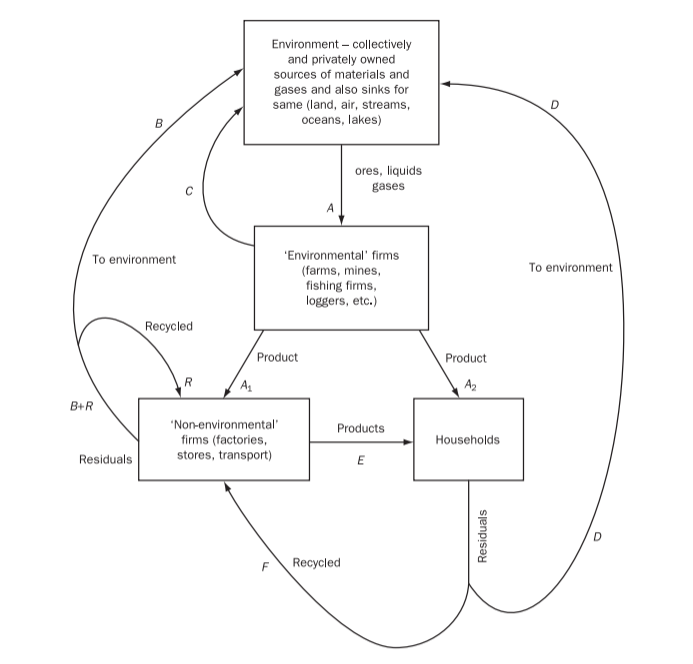 Environment – collectively
and privately owned
sources of materials and
gases and also sinks for
same (land, air, streams,
oceans, lakes)
D
B
ores, liquids
gases
C
A
'Environmental' firms
(farms, mines,
fishing firms,
loggers, etc.)
To environment
To environment
Recycled
Product
Product
R
A1
A2
B+R
'Non-environmental'
firms (factories,
stores, transport)
Products
E
Households
Residuals
Residuals
D
F
Recycled